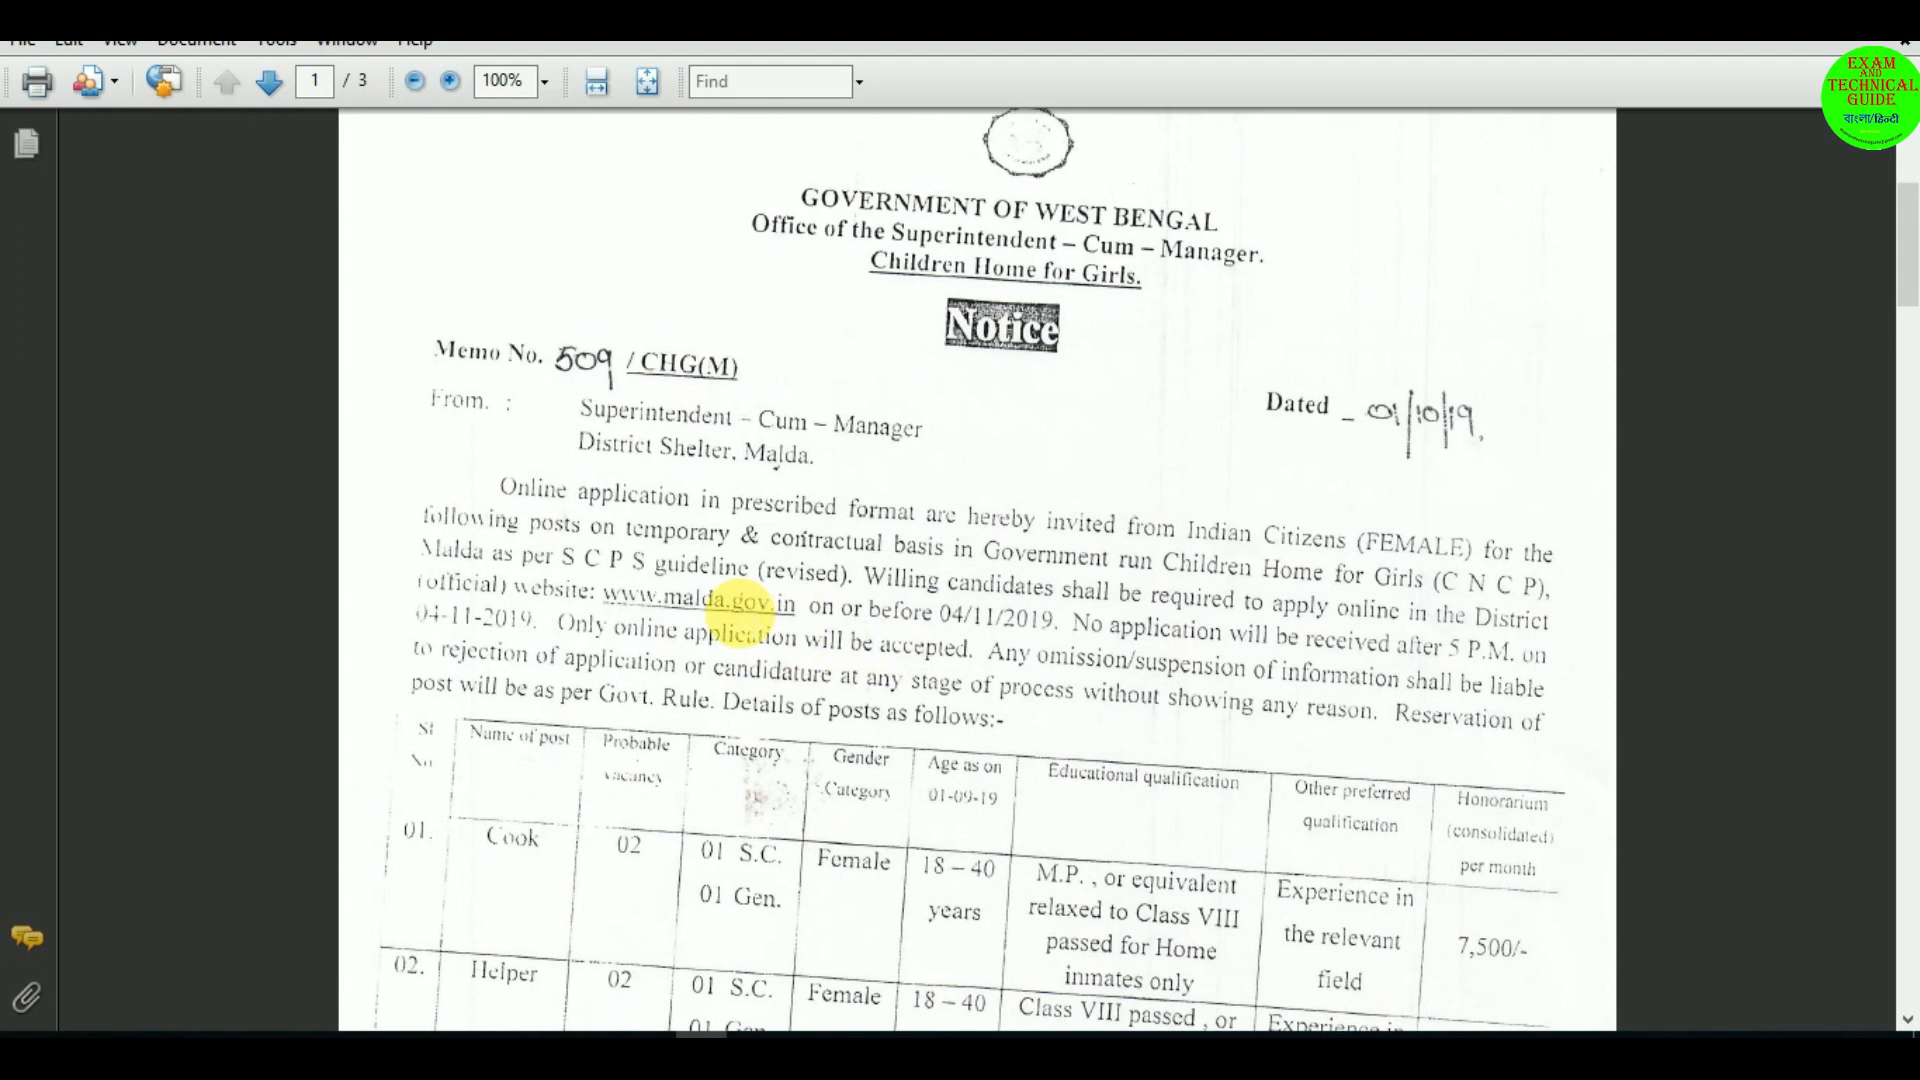 File Edit View Document Tools Window Help
1 / 3 100% Find
EXAM
AND
TECHNICAL
GUIDE
বাংলা/हिन्दी
GOVERNMENT OF WEST BENGAL
Office of the Superintendent – Cum – Manager.
Children Home for Girls.
Notice
Memo No. 509 / CHG(M)
Dated _ 01/10/19.
From. : Superintendent – Cum – Manager
District Shelter, Malda.
Online application in prescribed format are hereby invited from Indian Citizens (FEMALE) for the
following posts on temporary & contractual basis in Government run Children Home for Girls (C N C P),
Malda as per S C P S guideline (revised). Willing candidates shall be required to apply online in the District
(official) website: www.malda.gov.in on or before 04/11/2019. No application will be received after 5 P.M. on
04-11-2019. Only online application will be accepted. Any omission/suspension of information shall be liable
to rejection of application or candidature at any stage of process without showing any reason. Reservation of
post will be as per Govt. Rule. Details of posts as follows:-
Sl No Name of post Probable vacancy Category Gender Category Age as on 01-09-19 Educational qualification Other preferred qualification Honorarium (consolidated) per month
01. Cook 02 01 S.C. 01 Gen. Female 18 – 40 years M.P. , or equivalent relaxed to Class VIII passed for Home inmates only Experience in the relevant field 7,500/-
02. Helper 02 01 S.C. 01 Gen Female 18 – 40 Class VIII passed , or Experience in